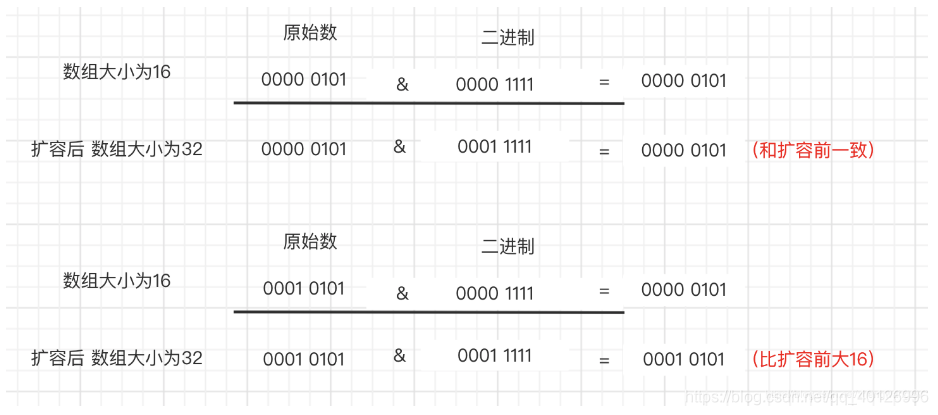 原始数 二进制
数组大小为16 0000 0101 & 0000 1111 = 0000 0101
扩容后 数组大小为32 0000 0101 & 0001 1111 = 0000 0101 (和扩容前一致)
原始数 二进制
数组大小为16 0001 0101 & 0000 1111 = 0000 0101
扩容后 数组大小为32 0001 0101 & 0001 1111 = 0001 0101 (比扩容前大16)
https://blog.csdn.net/qq_40126996